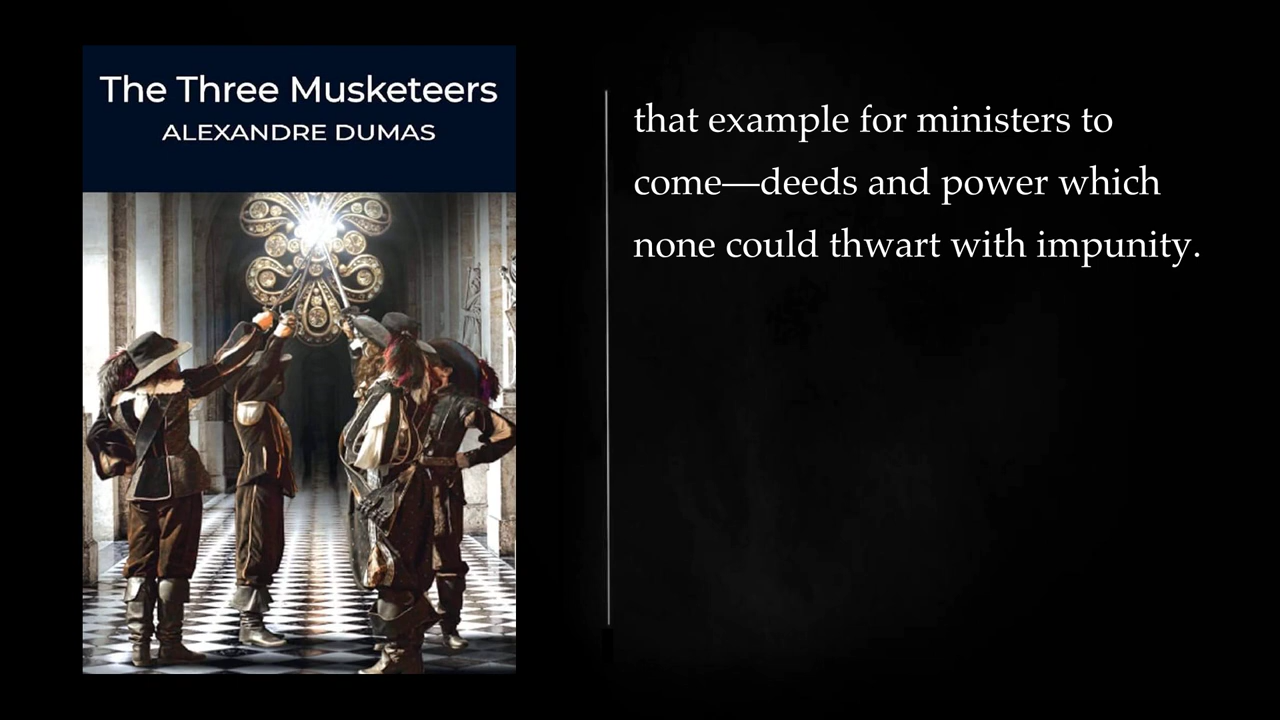 The Three Musketeers
ALEXANDRE DUMAS
that example for ministers to
come—deeds and power which
none could thwart with impunity.